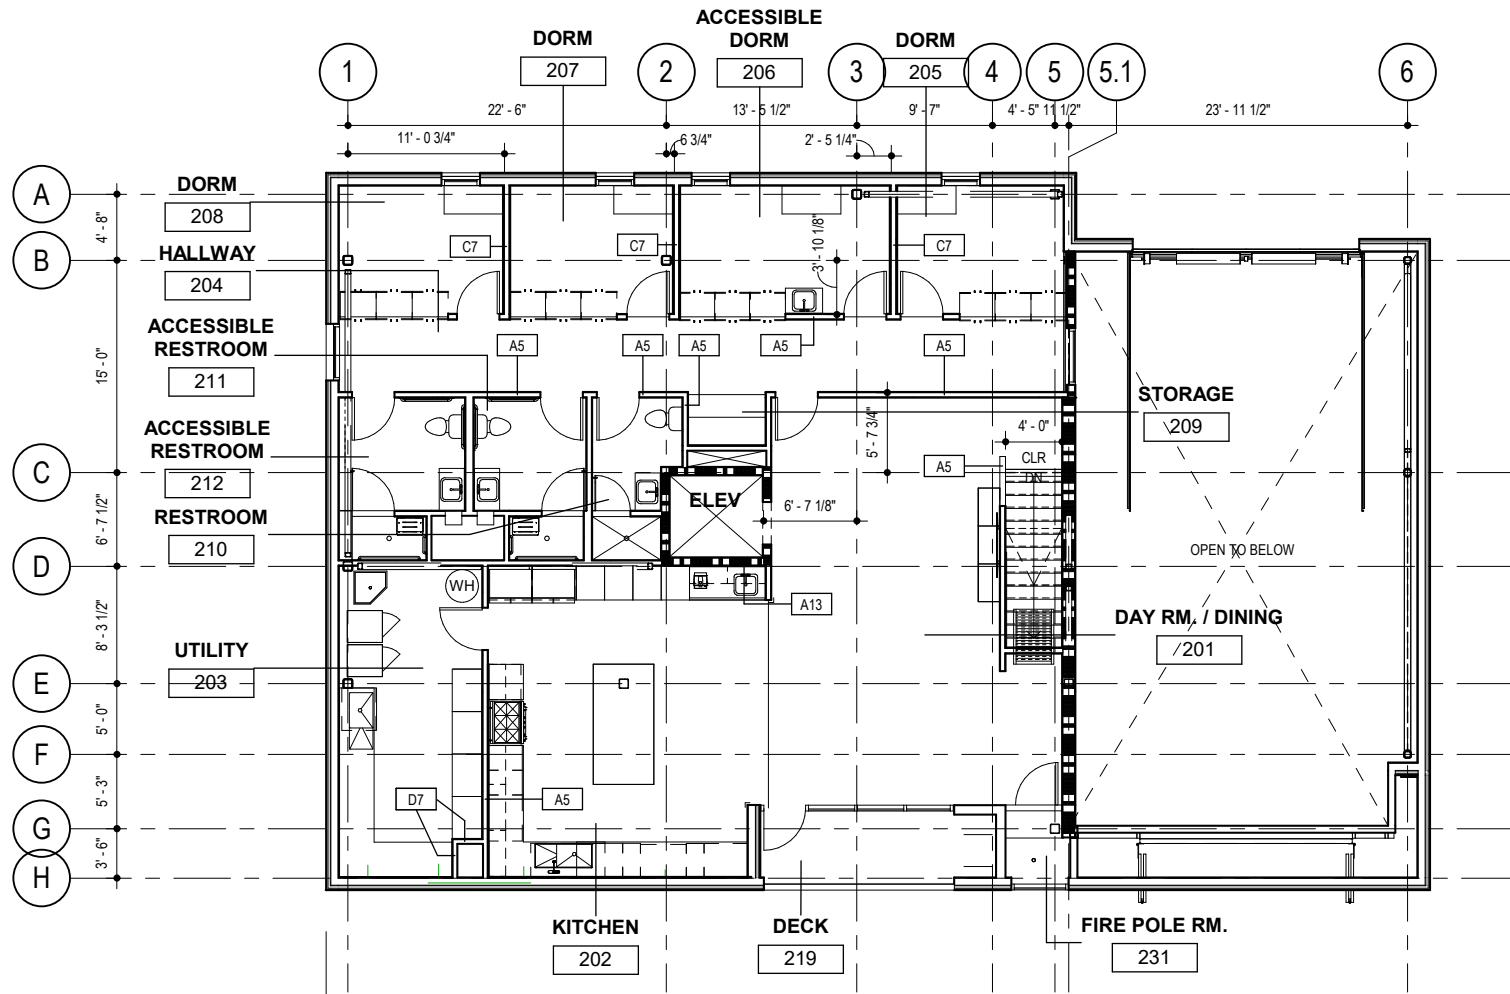 ACCESSIBLE
DORM
DORM
DORM
207
206
205
1
2
3
4
5
5.1
6
22' - 6"
13' - 5 1/2"
9' - 7"
4' - 5"
11 1/2"
23' - 11 1/2"
11' - 0 3/4"
6 3/4"
2' - 5 1/4"
A
DORM
208
4' - 8"
C7
C7
C7
3' - 10 1/8"
B
HALLWAY
204
ACCESSIBLE
RESTROOM
211
15' - 0"
A5
A5
A5
A5
A5
STORAGE
209
ACCESSIBLE
RESTROOM
212
5' - 7 3/4"
4' - 0"
CLR
DN
A5
C
ELEV
6' - 7 1/8"
6' - 7 1/2"
RESTROOM
210
OPEN TO BELOW
D
WH
A13
8' - 3 1/2"
DAY RM. / DINING
201
UTILITY
203
E
5' - 0"
F
5' - 3"
D7
A5
G
3' - 6"
H
KITCHEN
202
DECK
219
FIRE POLE RM.
231